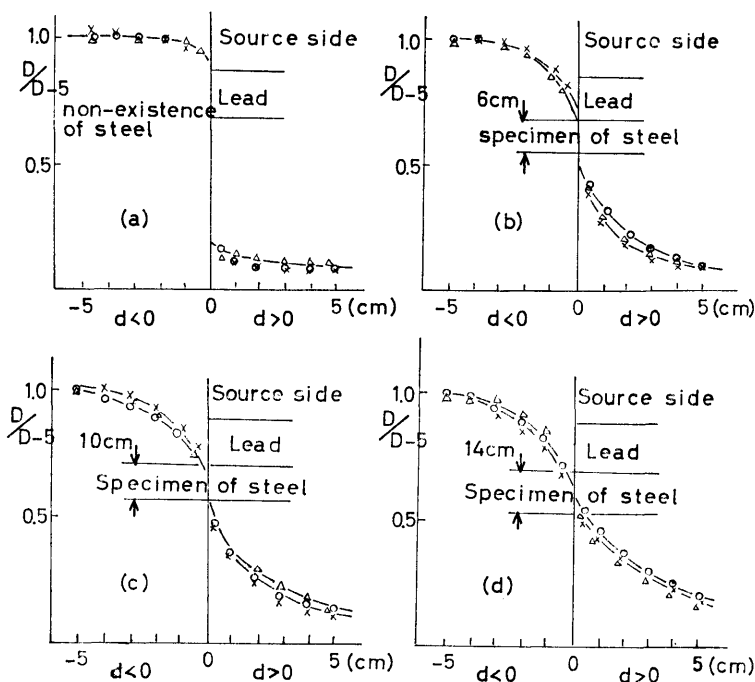 1.0
D/D-5
0.5
Source side
Lead
non-existence of steel
(a)
-5 0 5 (cm)
d<0 d>0
1.0
D/D-5
0.5
Source side
Lead
6cm
specimen of steel
(b)
-5 0 5 (cm)
d<0 d>0
1.0
D/D-5
0.5
Source side
Lead
10cm
Specimen of steel
(c)
-5 0 5 (cm)
d<0 d>0
1.0
D/D-5
0.5
Source side
Lead
14cm
Specimen of steel
(d)
-5 0 5 (cm)
d<0 d>0